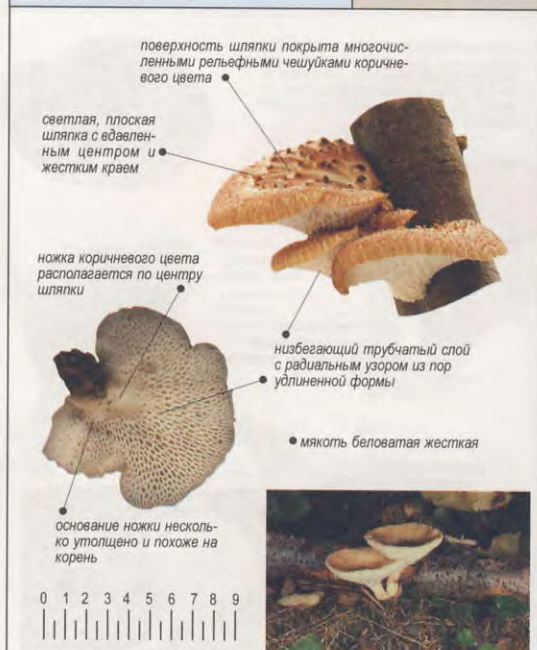 поверхность шляпки покрыта многочис-
ленными рельефными чешуйками коричне-
вого цвета
светлая, плоская
шляпка с вдавлен-
ным центром и
жестким краем
ножка коричневого цвета
располагается по центру
шляпки
низбегающий трубчатый слой
с радиальным узором из пор
удлиненной формы
мякоть беловатая жесткая
основание ножки несколь-
ко утолщено и похоже на
корень
0 1 2 3 4 5 6 7 8 9